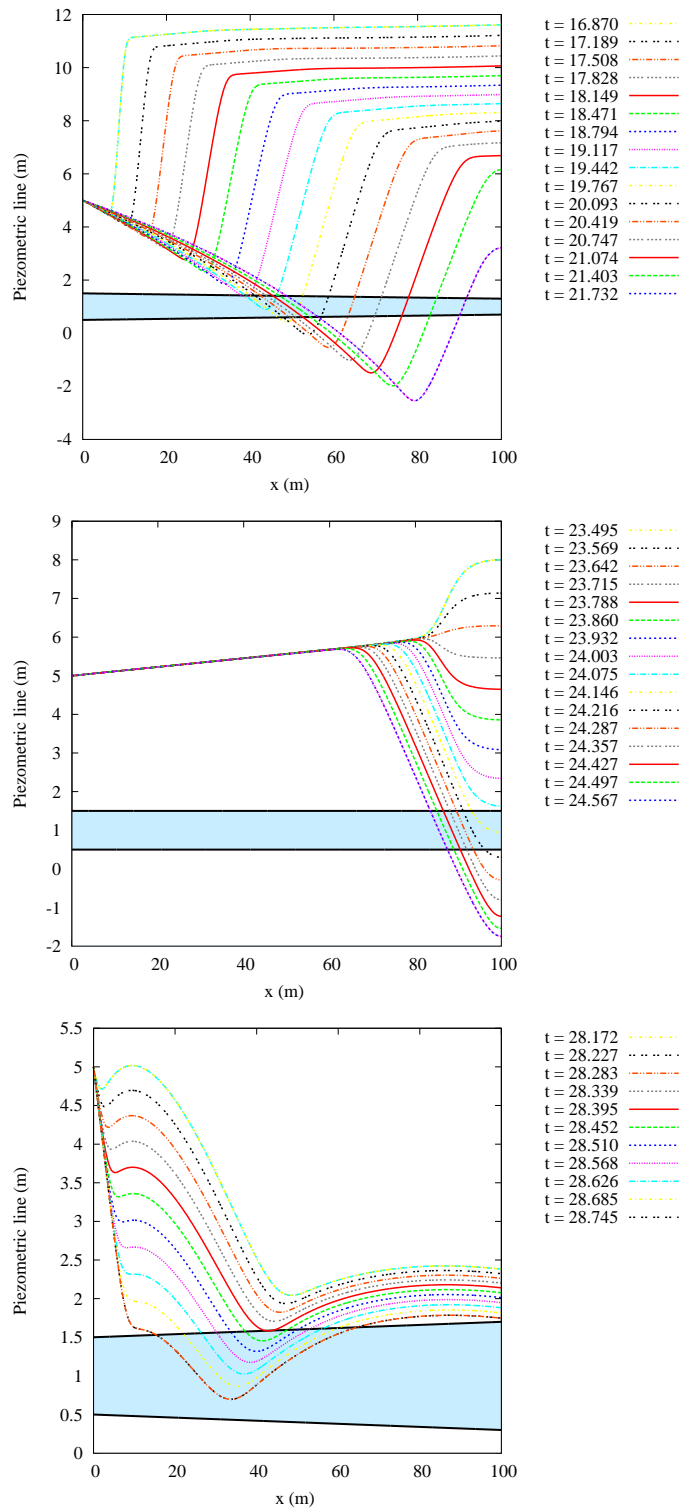 12
10
8
6
4
2
0
-2
-4
Piezometric line (m)
0 20 40 60 80 100
x (m)
t = 16.870
t = 17.189
t = 17.508
t = 17.828
t = 18.149
t = 18.471
t = 18.794
t = 19.117
t = 19.442
t = 19.767
t = 20.093
t = 20.419
t = 20.747
t = 21.074
t = 21.403
t = 21.732
9
8
7
6
5
4
3
2
1
0
-1
-2
Piezometric line (m)
0 20 40 60 80 100
x (m)
t = 23.495
t = 23.569
t = 23.642
t = 23.715
t = 23.788
t = 23.860
t = 23.932
t = 24.003
t = 24.075
t = 24.146
t = 24.216
t = 24.287
t = 24.357
t = 24.427
t = 24.497
t = 24.567
5.5
5
4.5
4
3.5
3
2.5
2
1.5
1
0.5
0
Piezometric line (m)
0 20 40 60 80 100
x (m)
t = 28.172
t = 28.227
t = 28.283
t = 28.339
t = 28.395
t = 28.452
t = 28.510
t = 28.568
t = 28.626
t = 28.685
t = 28.745